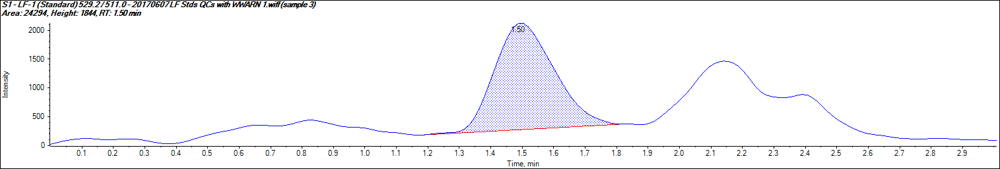 S1 - LF-1 (Standard) 529.2 / 511.0 - 20170607 LF Stds QCs with WWARN 1.wiff (sample 3)
Area: 24294, Height: 1844, RT: 1.50 min
1.50
2000
1500
1000
500
0
Intensity
0.1 0.2 0.3 0.4 0.5 0.6 0.7 0.8 0.9 1.0 1.1 1.2 1.3 1.4 1.5 1.6 1.7 1.8 1.9 2.0 2.1 2.2 2.3 2.4 2.5 2.6 2.7 2.8 2.9
Time, min